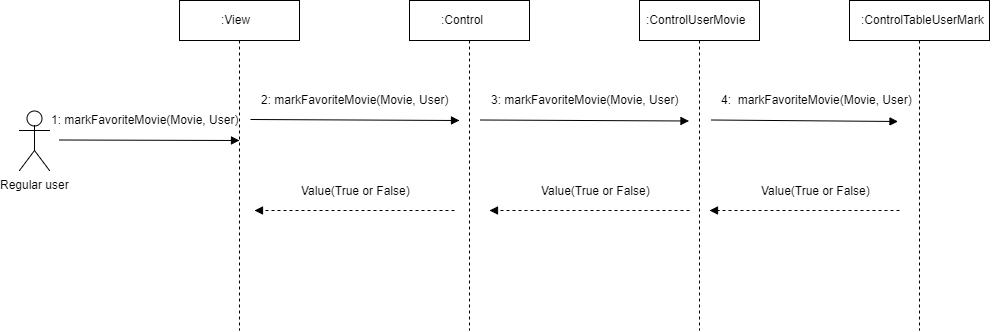 :View
:Control
:ControlUserMovie
:ControlTableUserMark
2: markFavoriteMovie(Movie, User)
3: markFavoriteMovie(Movie, User)
4:  markFavoriteMovie(Movie, User)
1: markFavoriteMovie(Movie, User)
Regular user
Value(True or False)
Value(True or False)
Value(True or False)